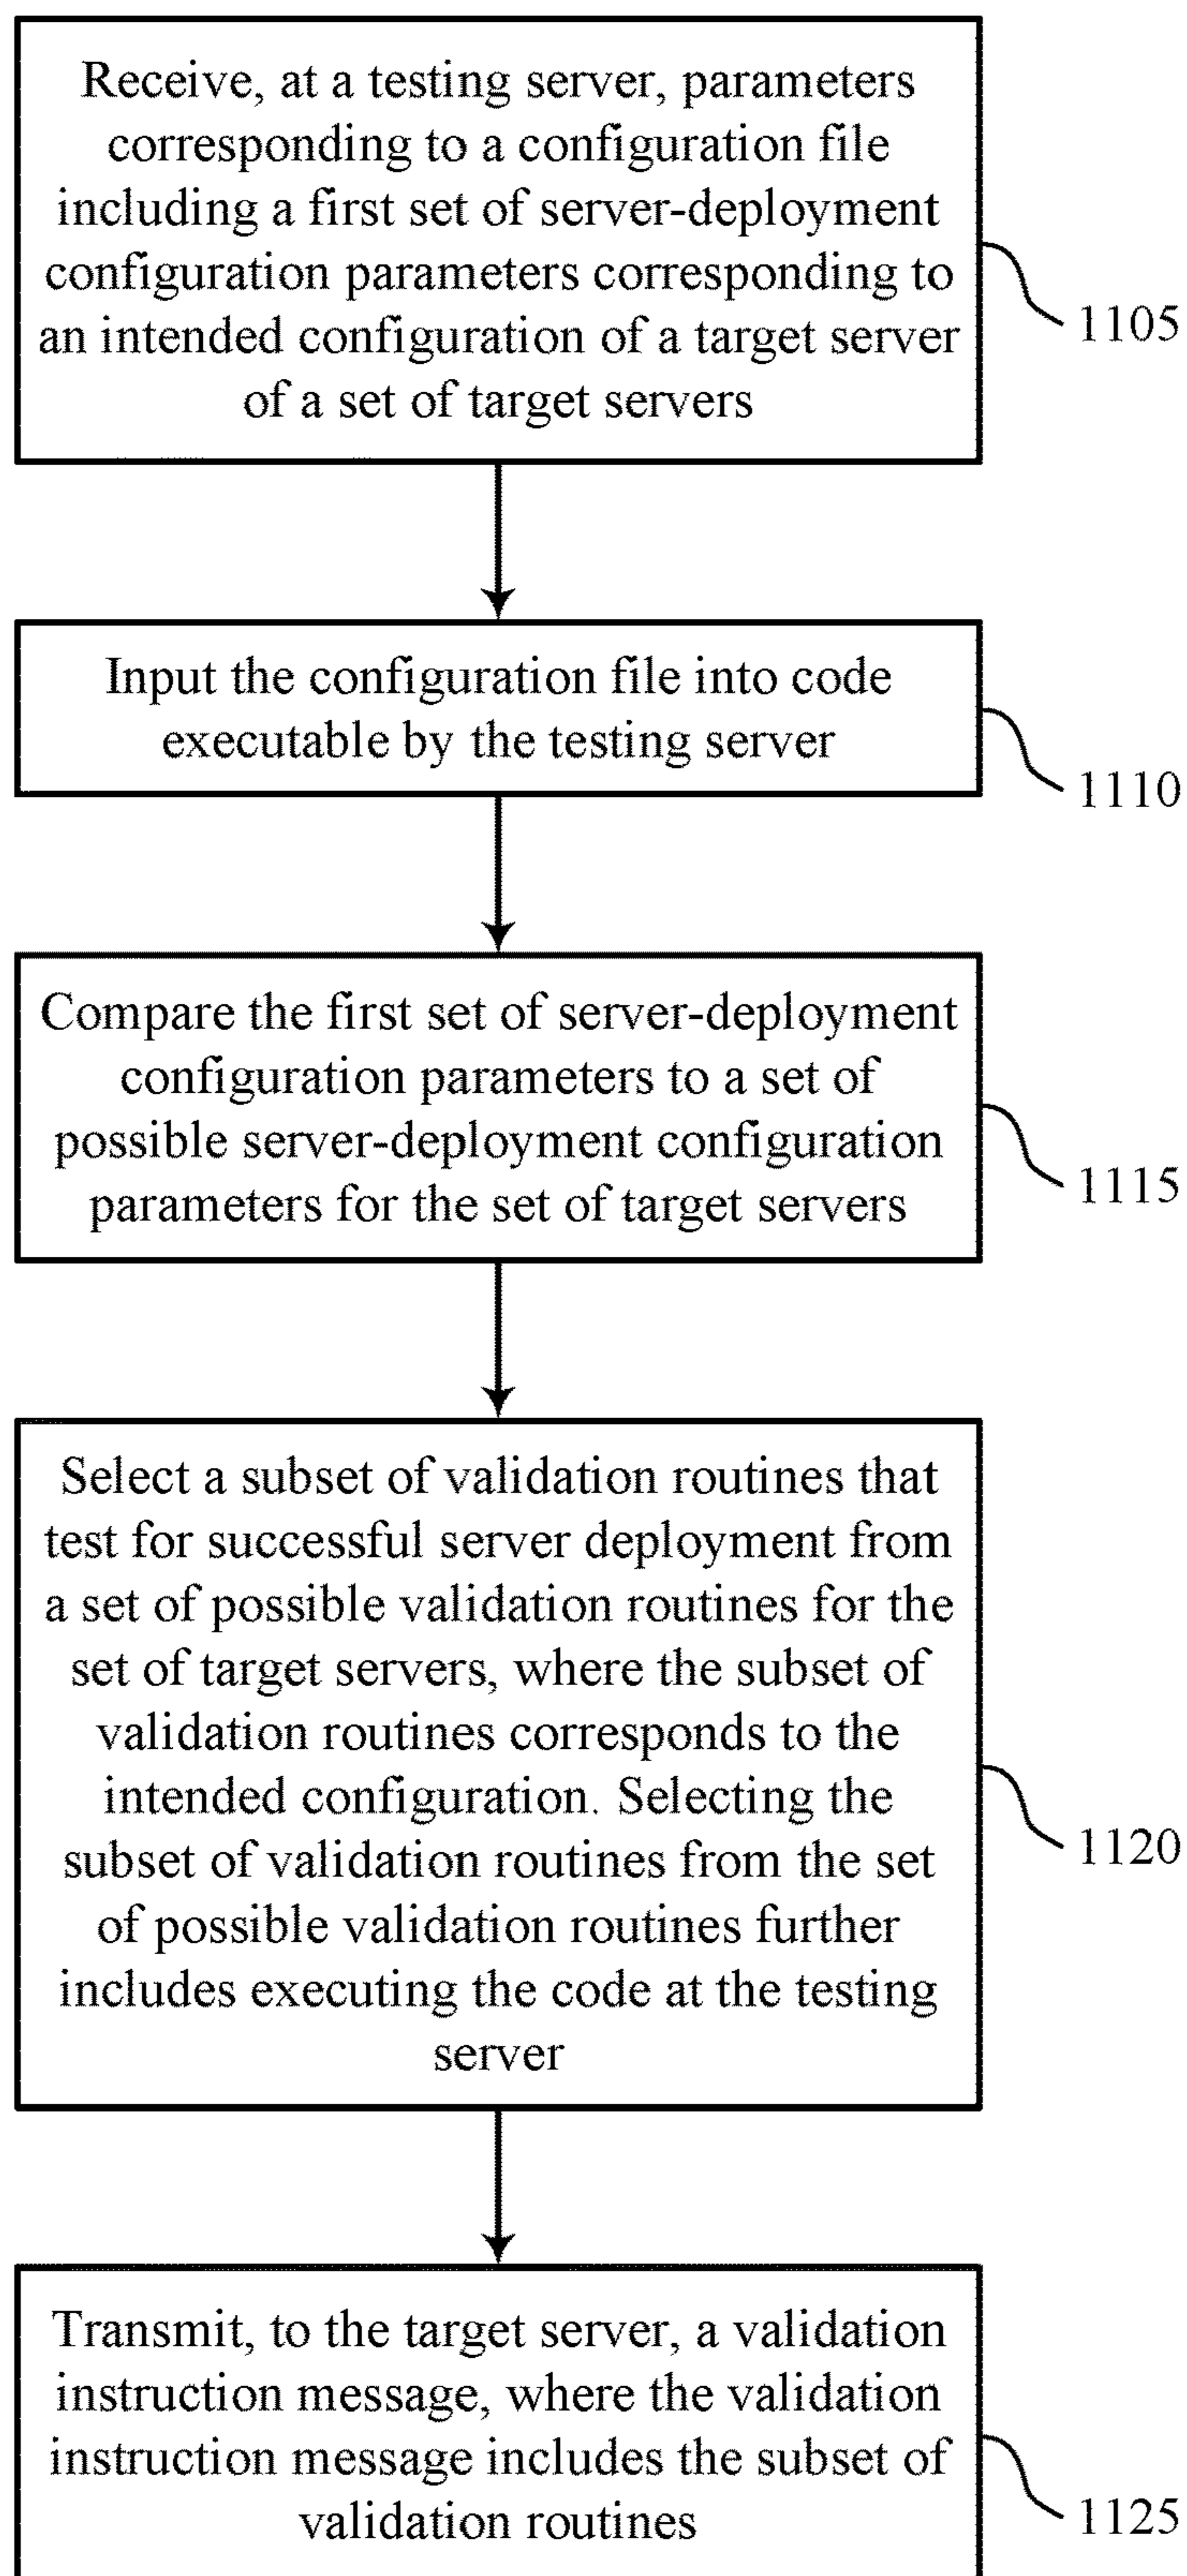 Receive, at a testing server, parameters
corresponding to a configuration file
including a first set of server-deployment
configuration parameters corresponding to
an intended configuration of a target server
of a set of target servers
1105
Input the configuration file into code
executable by the testing server
1110
Compare the first set of server-deployment
configuration parameters to a set of
possible server-deployment configuration
parameters for the set of target servers
1115
Select a subset of validation routines that
test for successful server deployment from
a set of possible validation routines for the
set of target servers, where the subset of
validation routines corresponds to the
intended configuration. Selecting the
subset of validation routines from the set
of possible validation routines further
includes executing the code at the testing
server
1120
Transmit, to the target server, a validation
instruction message, where the validation
instruction message includes the subset of
validation routines
1125